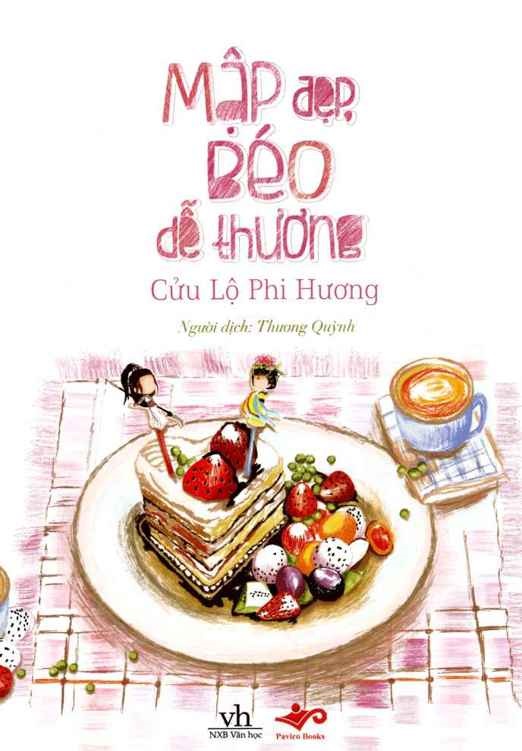 Mập đẹp,
Béo
dễ thương
Cửu Lộ Phi Hương
Người dịch: Thương Quỳnh
vh
NXB Văn học
Pavico Books